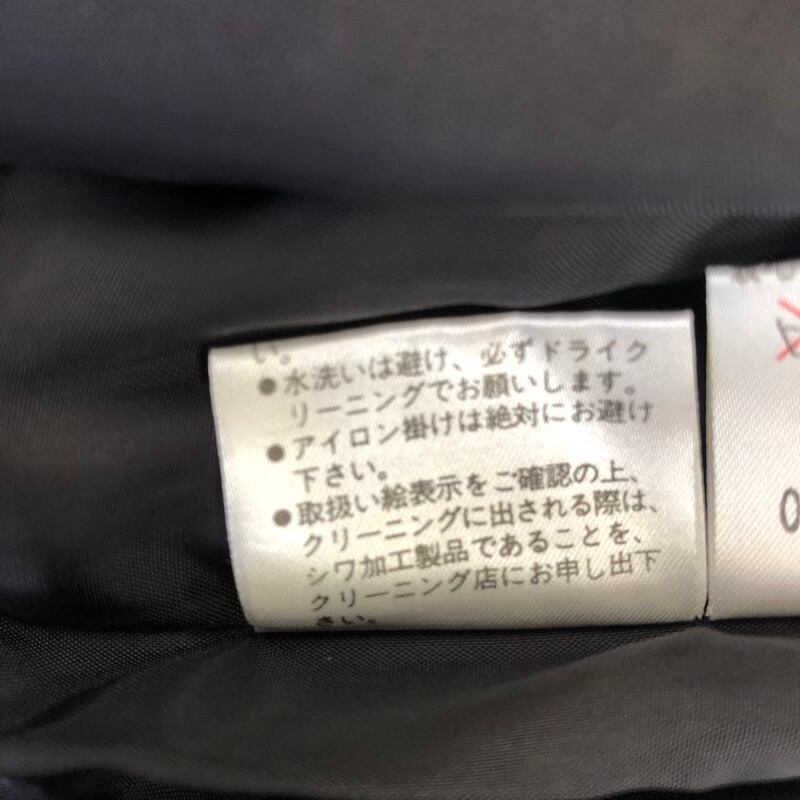 い。
●水洗いは避け、必ずドライク
リーニングでお願いします。
●アイロン掛けは絶対にお避け
下さい。
●取扱い絵表示をご確認の上、
クリーニングに出される際は、
シワ加工製品であることを、
クリーニング店にお申し出下
さい。
0